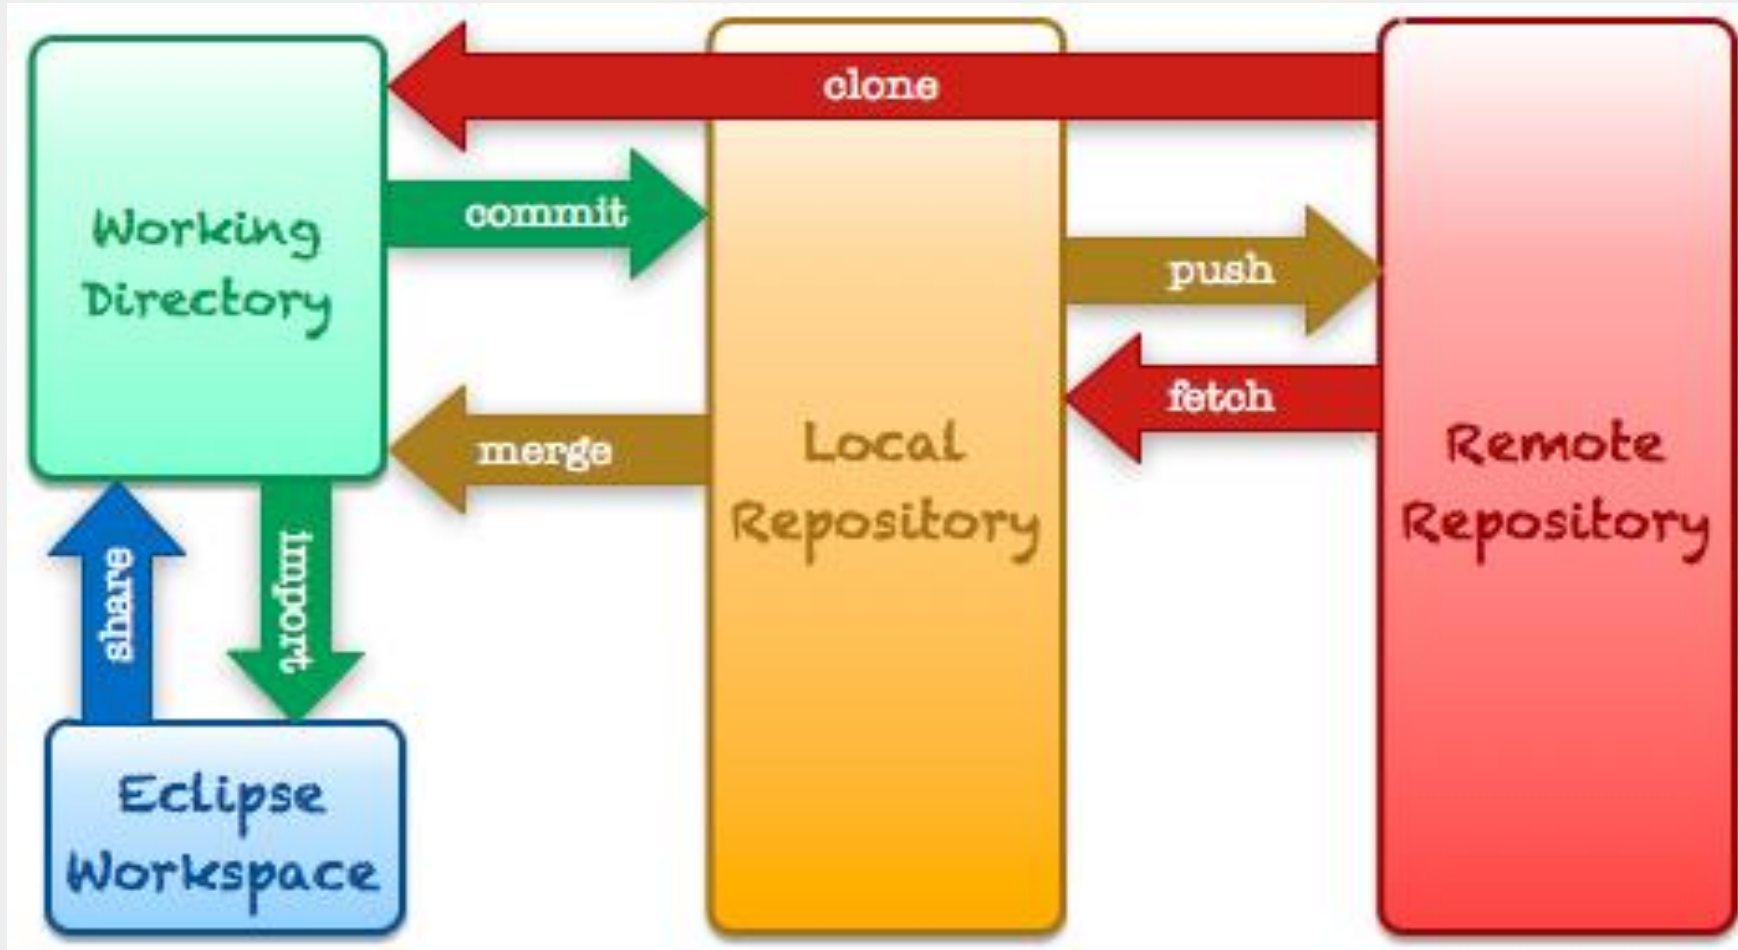 clone
commit
Working
Directory
push
fetch
merge
Local
Repository
Remote
Repository
share
import
Eclipse
Workspace